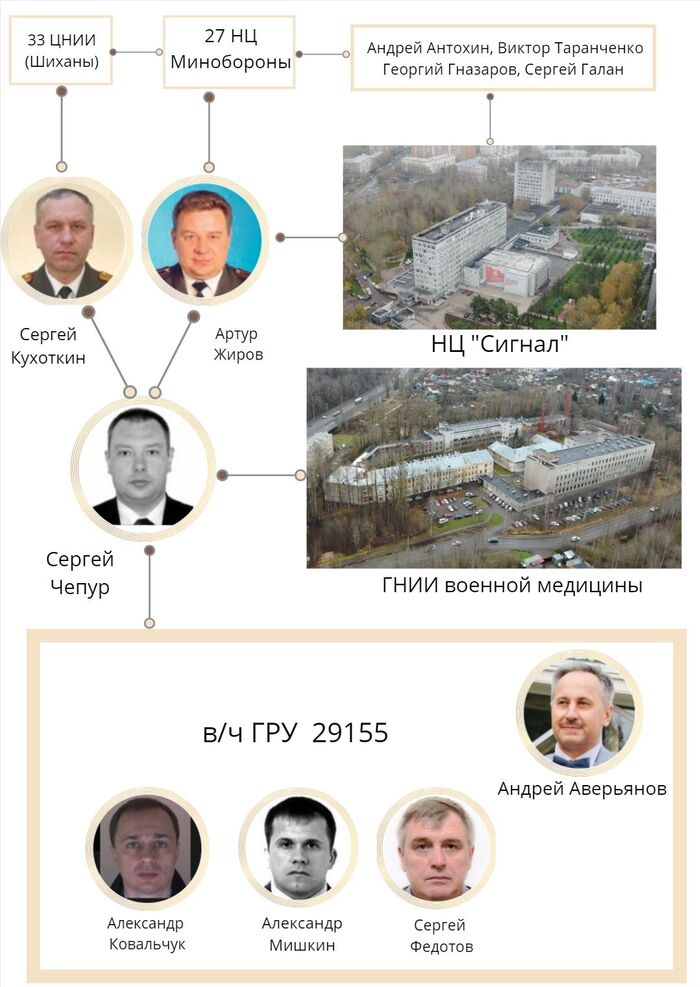 33 ЦНИИ
(Шиханы)
27 НЦ
Минобороны
Андрей Антохин, Виктор Таранченко
Георгий Гназаров, Сергей Галан
Сергей
Кухоткин
Артур
Жиров
НЦ "Сигнал"
Сергей
Чепур
ГНИИ военной медицины
в/ч ГРУ 29155
Андрей Аверьянов
Александр
Ковальчук
Александр
Мишкин
Сергей
Федотов